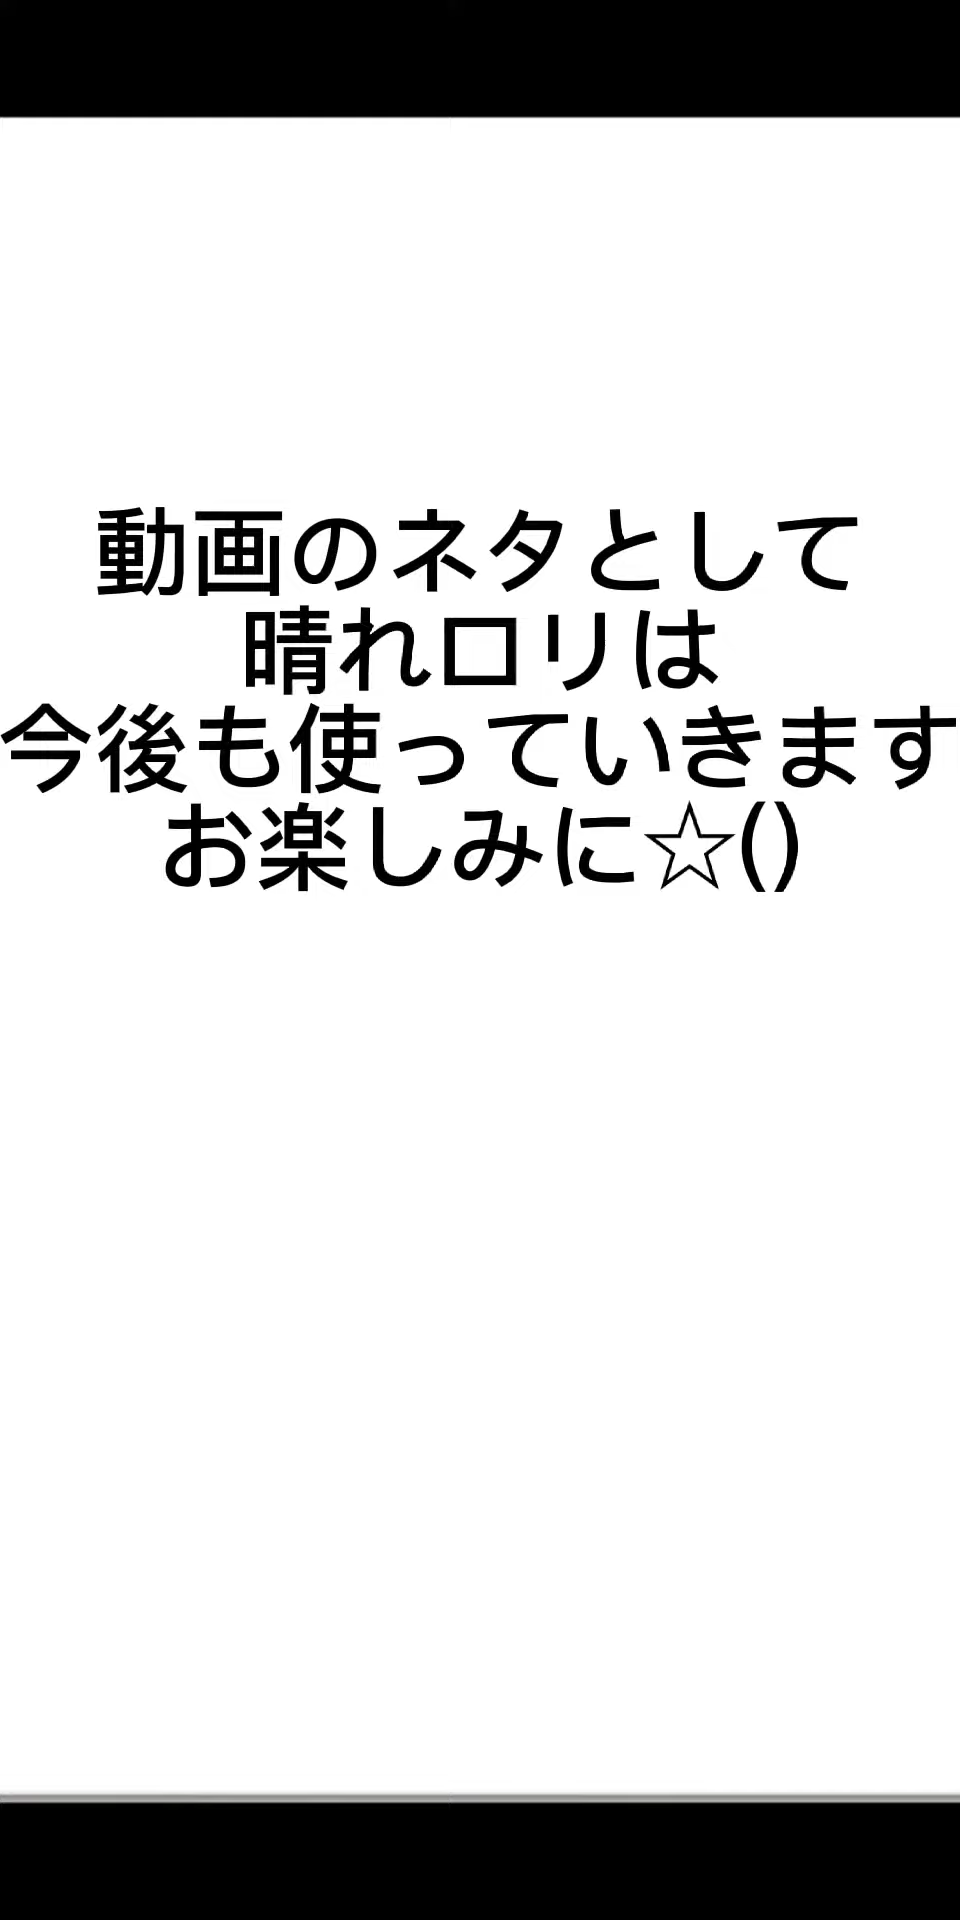 動画のネタとして
晴れロリは
今後も使っていきます
お楽しみに☆()